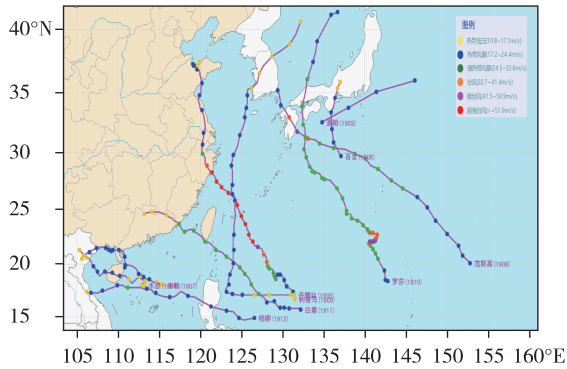 40°N
35
30
25
20
15
105 110 115 120 125 130 135 140 145 150 155 160°E
图例
热带低压(10.8-17.1m/s)
热带风暴(17.2-24.4m/s)
强热带风暴(24.5-32.6m/s)
台风(32.7-41.4m/s)
强台风(41.5-50.9m/s)
超强台风(>=51.0m/s)
圣帕(1903)
百合(1906)
范斯高(1908)
罗莎(1910)
丹娜丝(1905)
利奇马(1909)
白鹿(1911)
杨柳(1912)
韦帕(1907)